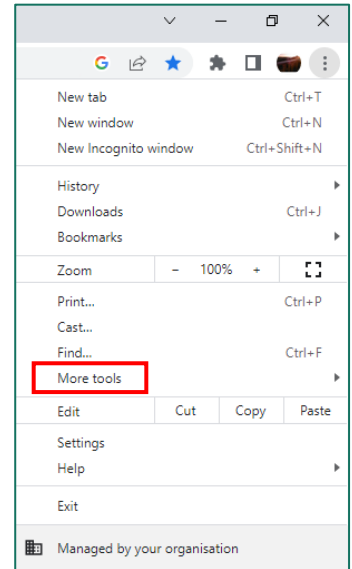 New tab Ctrl+T
New window Ctrl+N
New Incognito window Ctrl+Shift+N
History
Downloads Ctrl+J
Bookmarks
Zoom - 100% +
Print... Ctrl+P
Cast...
Find... Ctrl+F
More tools
Edit Cut Copy Paste
Settings
Help
Exit
Managed by your organisation